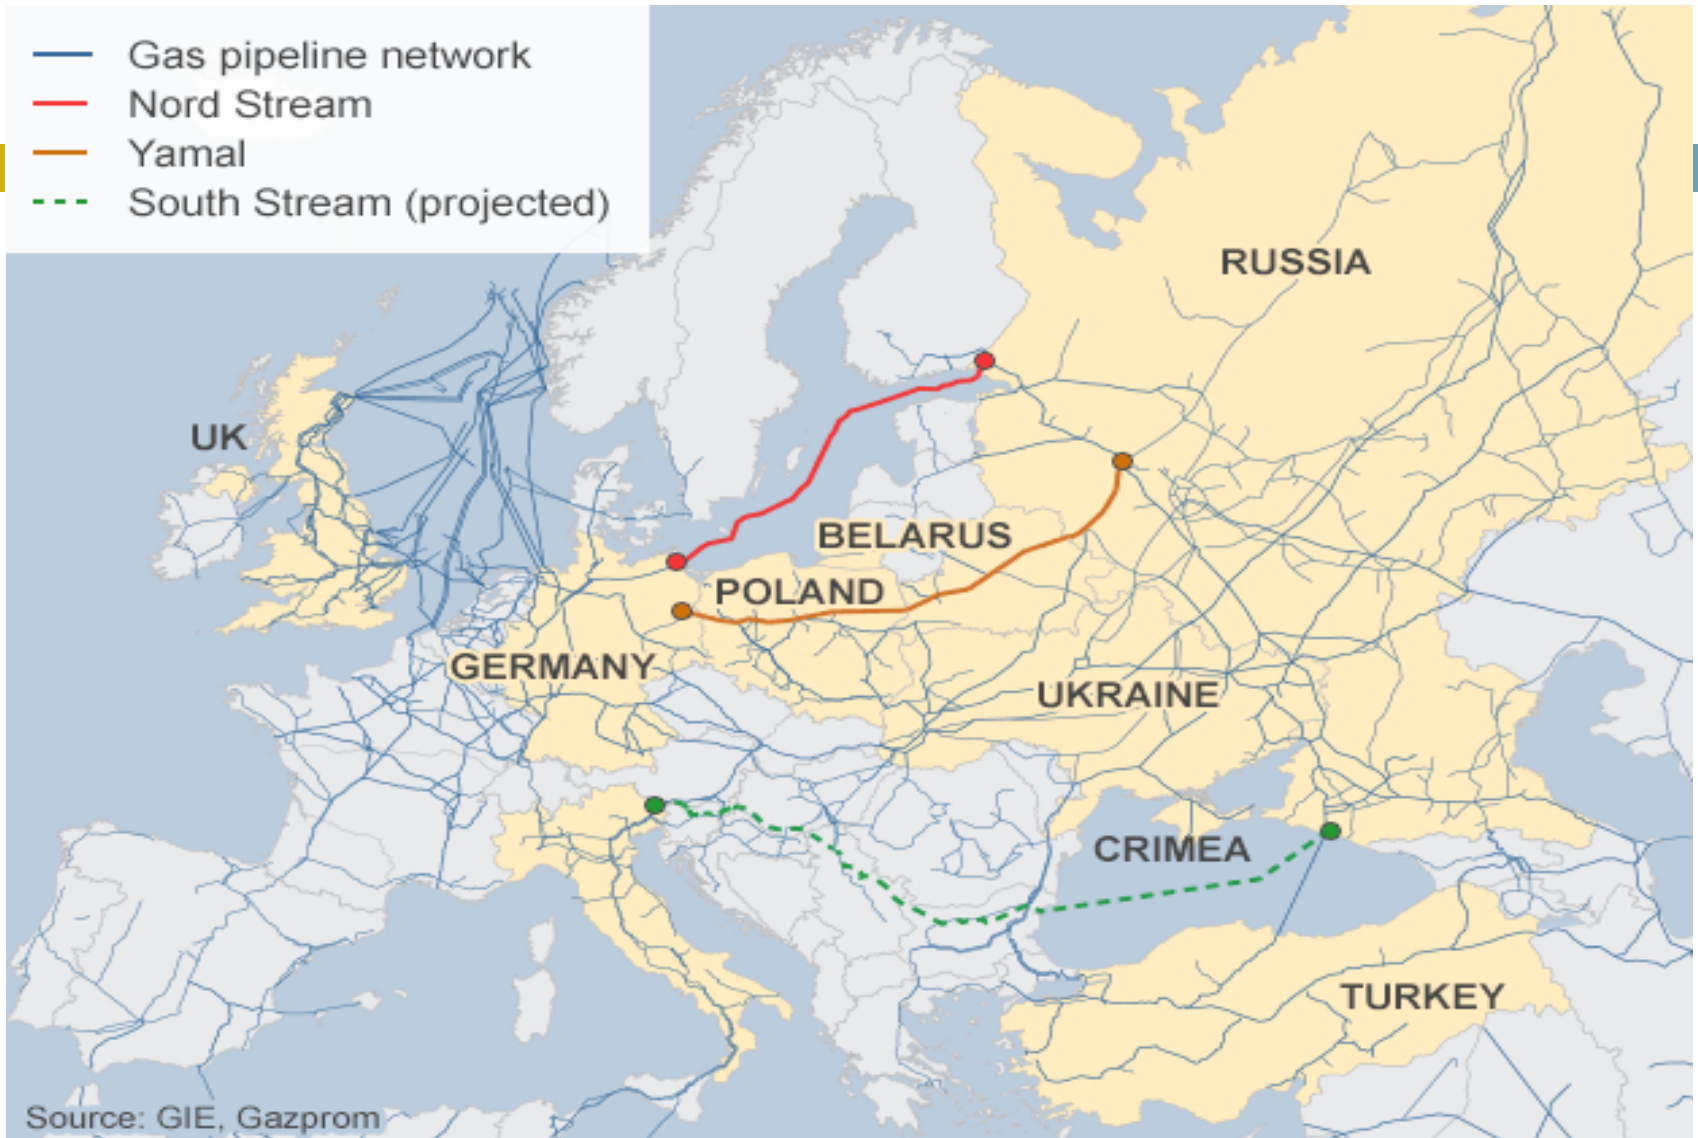 Gas pipeline network
Nord Stream
Yamal
South Stream (projected)
RUSSIA
UK
BELARUS
POLAND
GERMANY
UKRAINE
CRIMEA
TURKEY
Source: GIE, Gazprom